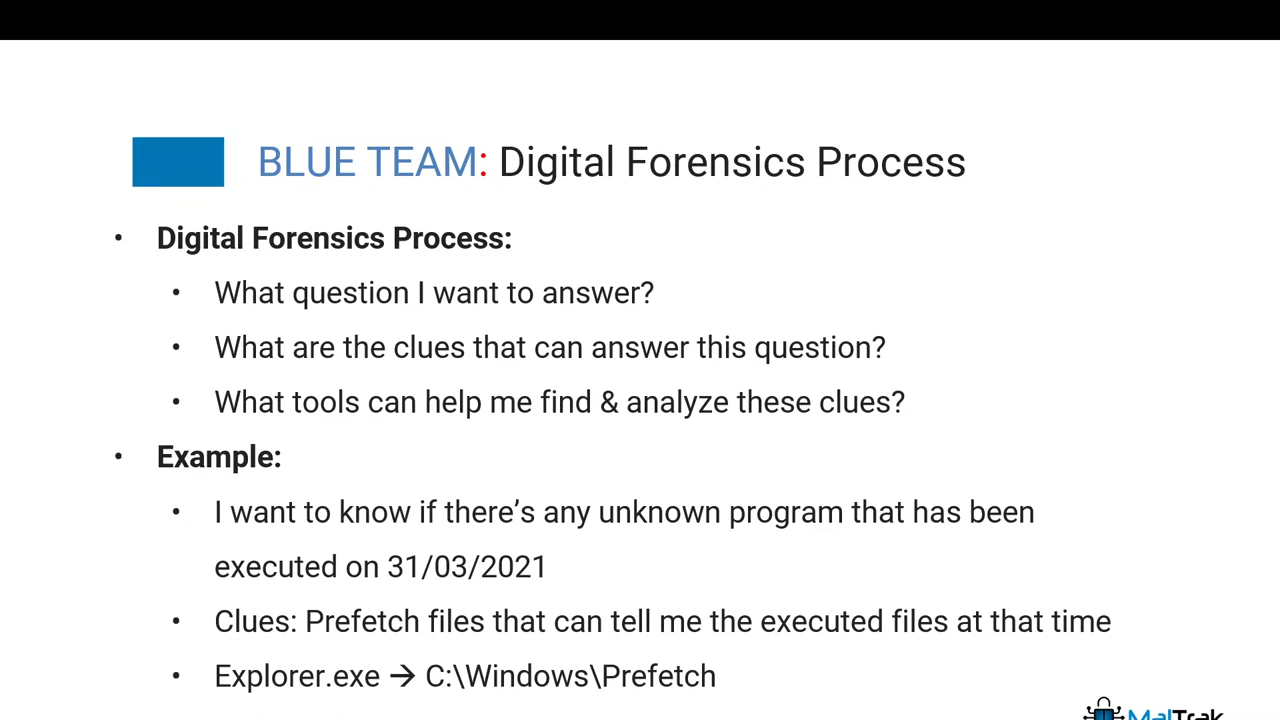 BLUE TEAM: Digital Forensics Process
• Digital Forensics Process:
• What question I want to answer?
• What are the clues that can answer this question?
• What tools can help me find & analyze these clues?
• Example:
• I want to know if there’s any unknown program that has been
executed on 31/03/2021
• Clues: Prefetch files that can tell me the executed files at that time
• Explorer.exe → C:\Windows\Prefetch
MalTrak